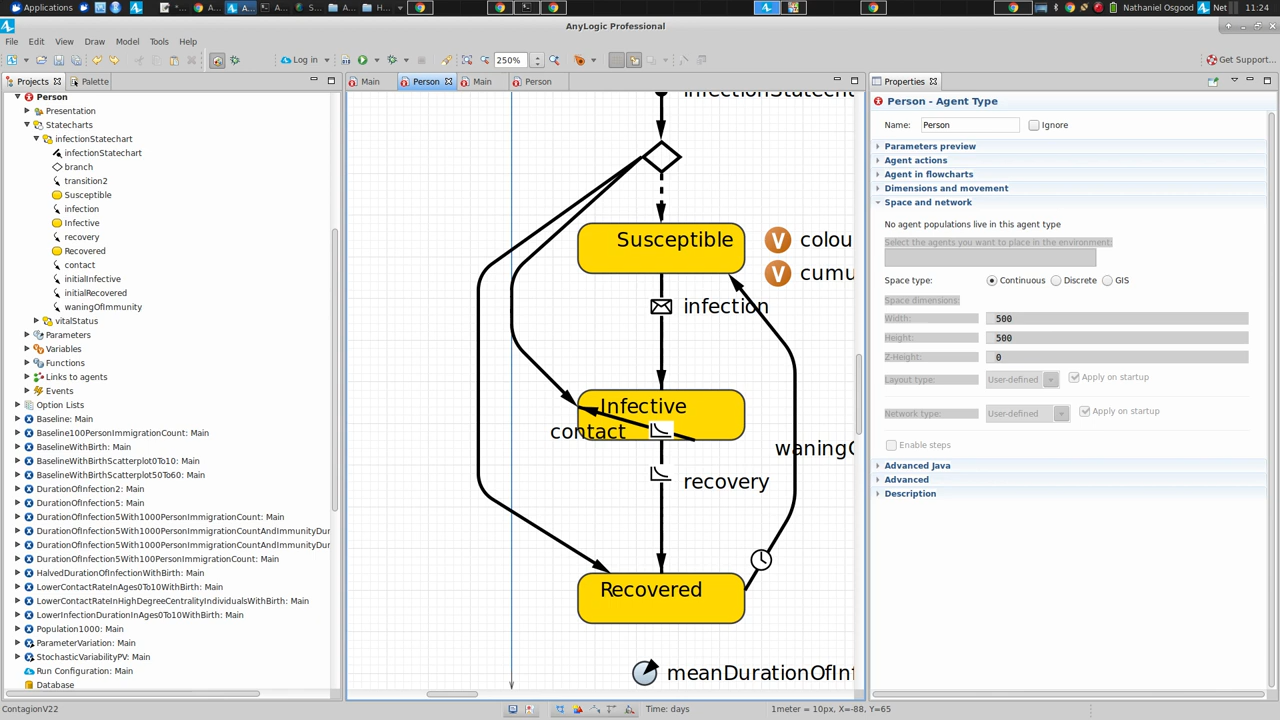 Applications
A...
A...
S...
A...
H...
Nathaniel Osgood
Net
11:24
AnyLogic Professional
File Edit View Draw Model Tools Help
Log in
250%
Get Support...
Projects
Palette
Main
Person
Main
Person
Properties
Person
Presentation
Statecharts
infectionStatechart
infectionStatechart
branch
transition2
Susceptible
infection
Infective
recovery
Recovered
contact
initialInfective
initialRecovered
waningOfImmunity
vitalStatus
Parameters
Variables
Functions
Links to agents
Events
Option Lists
Baseline: Main
Baseline100PersonImmigrationCount: Main
BaselineWithBirth: Main
BaselineWithBirthScatterplot0To10: Main
BaselineWithBirthScatterplot50To60: Main
DurationOfInfection2: Main
DurationOfInfection5: Main
DurationOfInfection5With1000PersonImmigrationCount: Main
DurationOfInfection5With1000PersonImmigrationCountAndImmunityDur
DurationOfInfection5With1000PersonImmigrationCountAndImmunityDur
DurationOfInfection5With100PersonImmigrationCount: Main
HalvedDurationOfInfectionWithBirth: Main
LowerContactRateInAges0To10WithBirth: Main
LowerContactRateInHighDegreeCentralityIndividualsWithBirth: Main
LowerInfectionDurationInAges0To10WithBirth: Main
Population1000: Main
ParameterVariation: Main
StochasticVariabilityPV: Main
Run Configuration: Main
Database
infectionStatechart
Susceptible
V colou
V cumu
infection
Infective
contact
waningO
recovery
Recovered
meanDurationOfInf
Person - Agent Type
Name: Person Ignore
Parameters preview
Agent actions
Agent in flowcharts
Dimensions and movement
Space and network
No agent populations live in this agent type
Select the agents you want to place in the environment:
Space type: Continuous Discrete GIS
Space dimensions:
Width: 500
Height: 500
Z-Height: 0
Layout type: User-defined Apply on startup
Network type: User-defined Apply on startup
Enable steps
Advanced Java
Advanced
Description
ContagionV22
Time: days
1meter = 10px, X=-88, Y=65